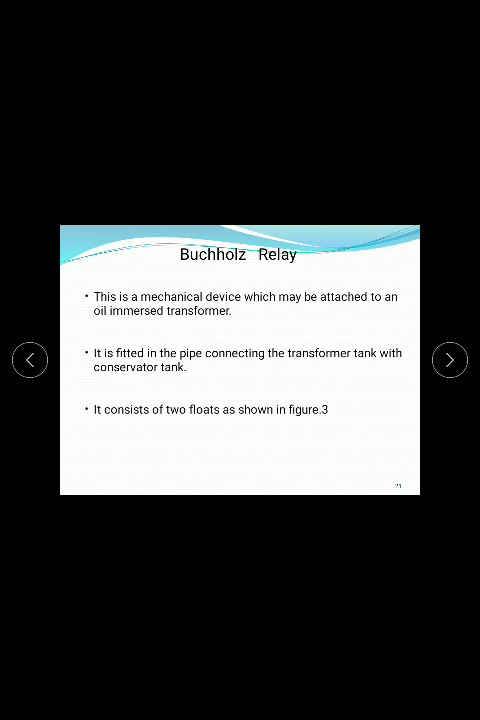 Buchholz Relay
• This is a mechanical device which may be attached to an
oil immersed transformer.
• It is fitted in the pipe connecting the transformer tank with
conservator tank.
• It consists of two floats as shown in figure.3
21